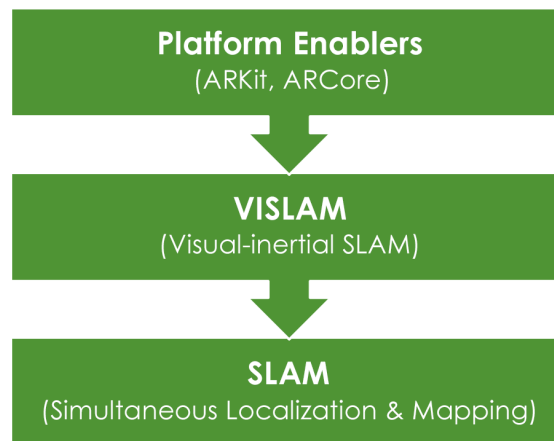 Platform Enablers
(ARKit, ARCore)
VISLAM
(Visual-inertial SLAM)
SLAM
(Simultaneous Localization & Mapping)